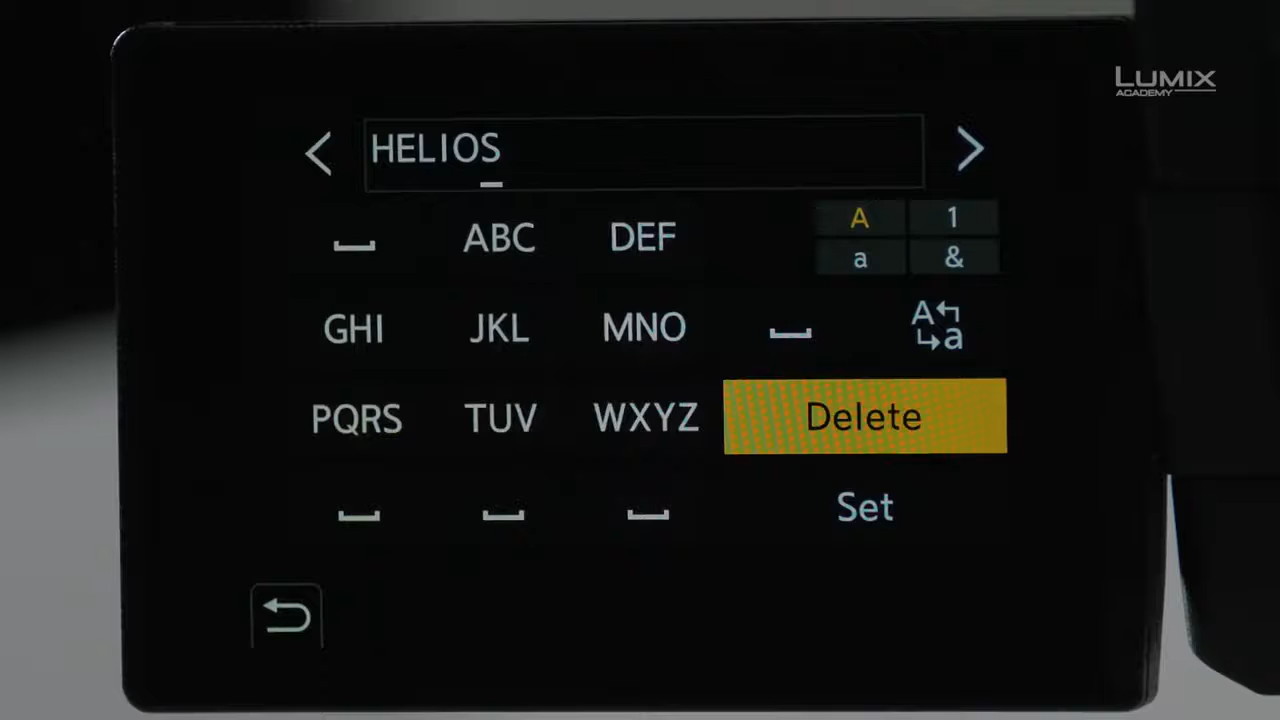 LUMIX
ACADEMY
< HELIOS >
ABC DEF A 1
a &
GHI JKL MNO A a
PQRS TUV WXYZ Delete
Set